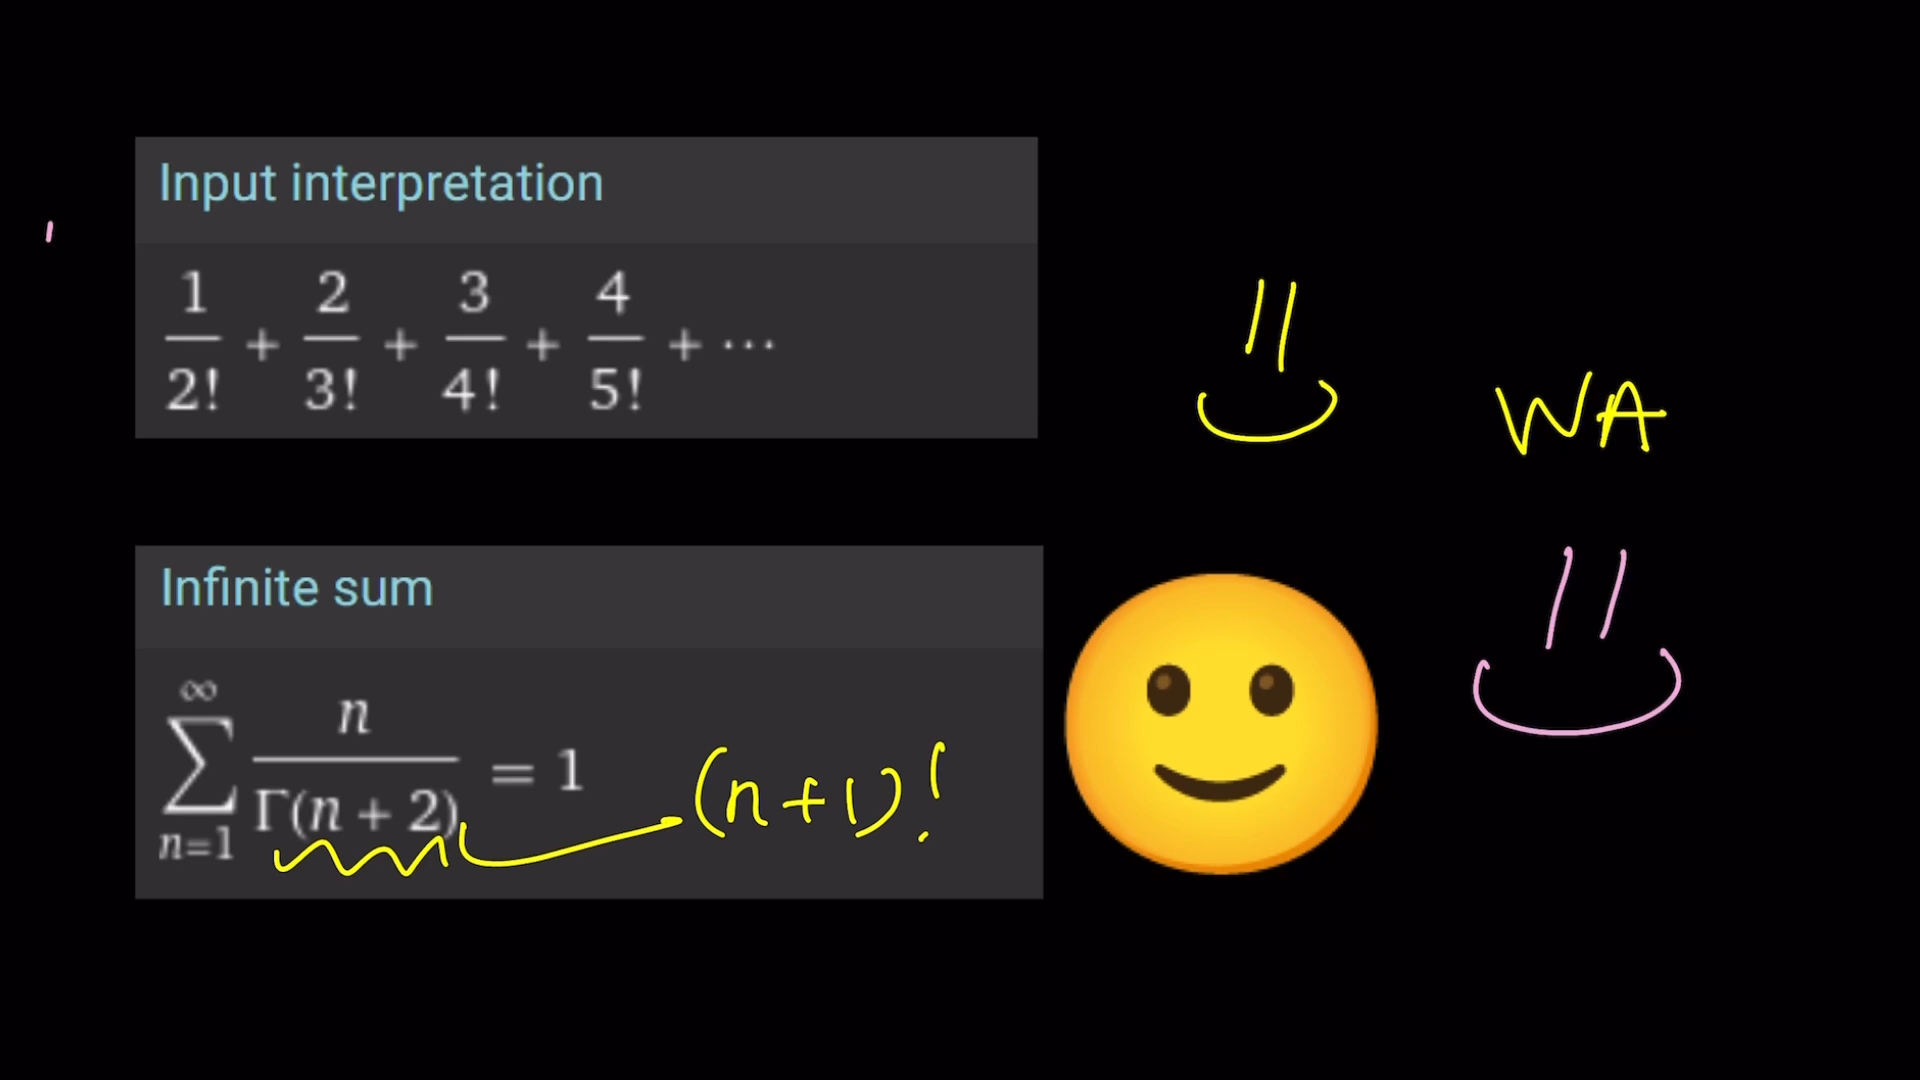 Input interpretation
1/2! + 2/3! + 3/4! + 4/5! + ⋯
WA
Infinite sum
∑_{n=1}^{∞} n/Γ(n + 2) = 1
(n+1)!